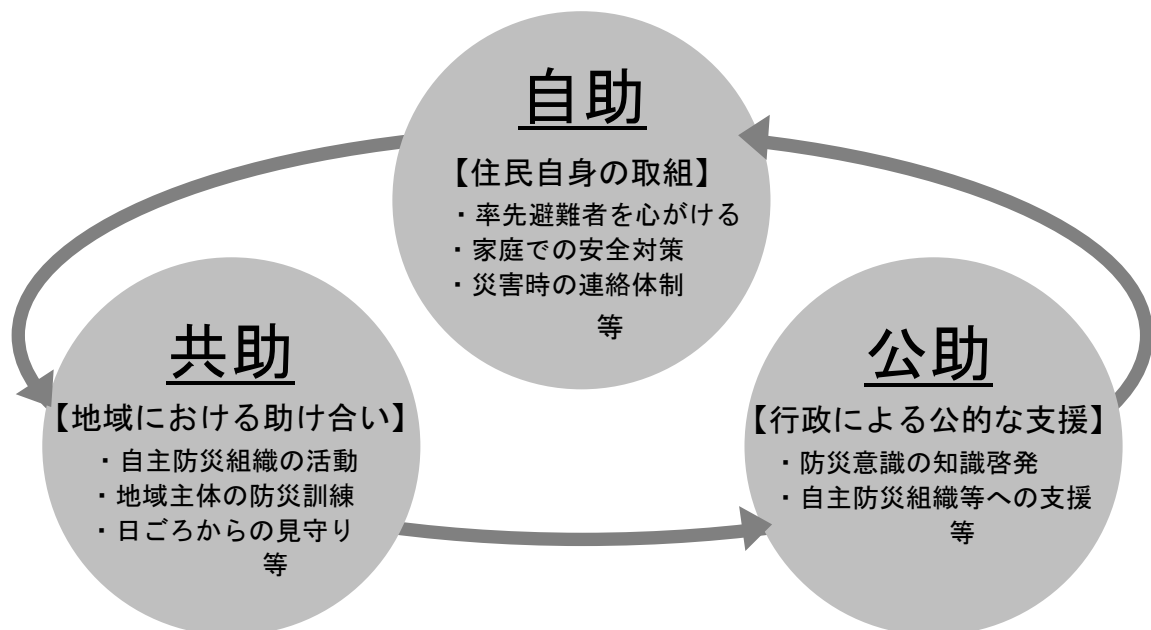 自助
【住民自身の取組】
・率先避難者を心がける
・家庭での安全対策
・災害時の連絡体制
等
共助
【地域における助け合い】
・自主防災組織の活動
・地域主体の防災訓練
・日ごろからの見守り
等
公助
【行政による公的な支援】
・防災意識の知識啓発
・自主防災組織等への支援
等